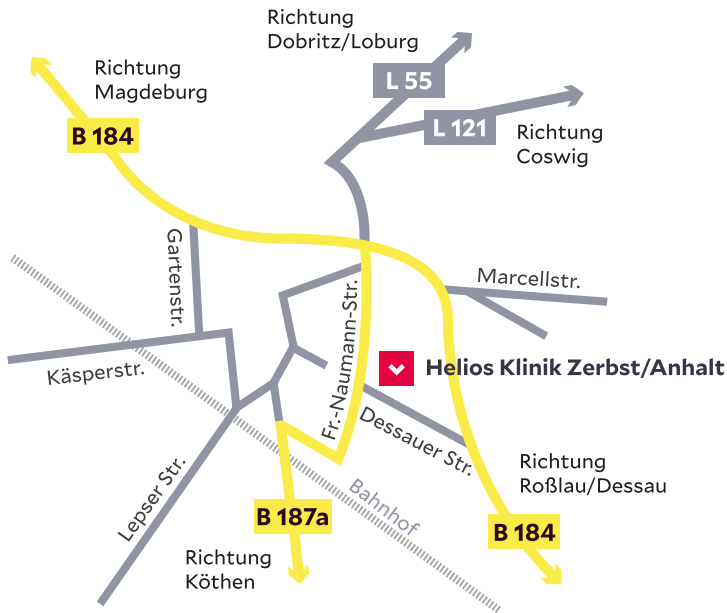 Richtung
Dobritz/Loburg
Richtung
Magdeburg
L 55
B 184
L 121
Richtung
Coswig
Gartenstr.
Marcellstr.
Käsperstr.
Fr.-Naumann-Str.
Helios Klinik Zerbst/Anhalt
Dessauer Str.
Lepser Str.
Bahnhof
Richtung
Roßlau/Dessau
B 187a
B 184
Richtung
Köthen